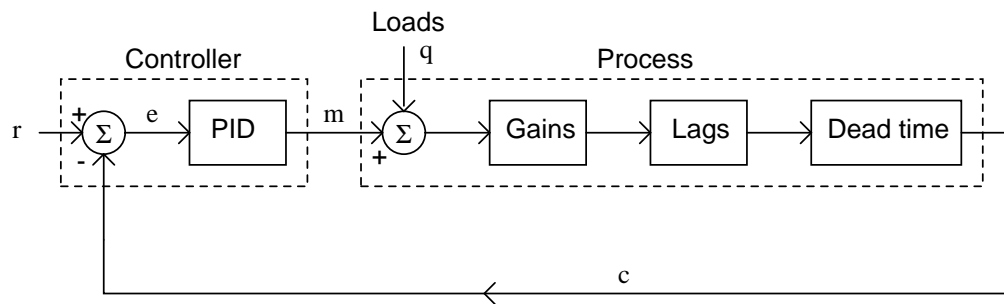 Loads
Controller
q
Process
+
r
Σ
e
PID
m
Σ
Gains
Lags
Dead time
-
+
c